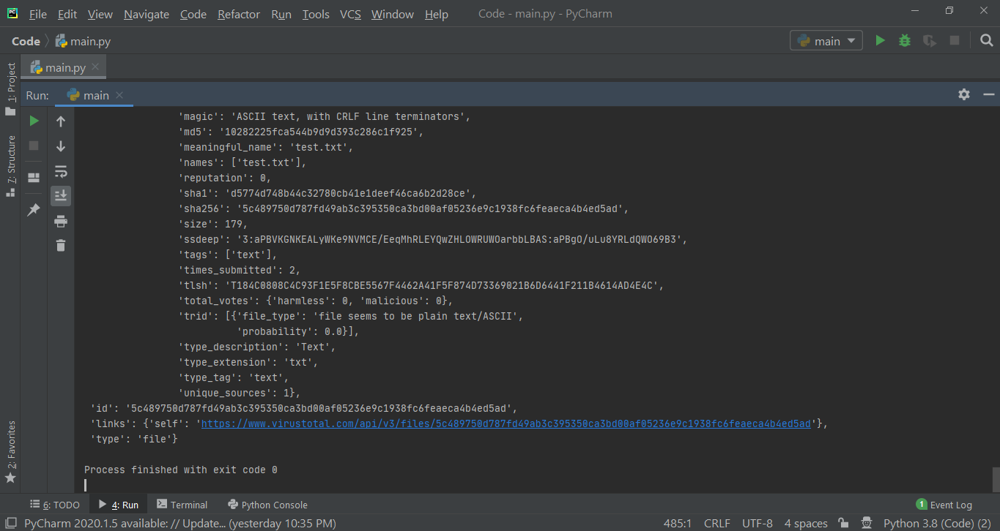 File Edit View Navigate Code Refactor Run Tools VCS Window Help Code - main.py - PyCharm
Code main.py main
main.py
1: Project
Run: main
7: Structure
'magic': 'ASCII text, with CRLF line terminators',
'md5': '10282225fca544b9d9d393c286c1f925',
'meaningful_name': 'test.txt',
'names': ['test.txt'],
'reputation': 0,
'sha1': 'd5774d748b44c32780cb41e1deef46ca6b2d28ce',
'sha256': '5c489750d787fd49ab3c395350ca3bd00af05236e9c1938fc6feaeca4b4ed5ad',
'size': 179,
'ssdeep': '3:aPBVKGNKEALyWKe9NVMCE/EeqMhRLEYQwZHLOWRUWOarbbLBAS:aPBgO/uLu8YRLdQWO69B3',
'tags': ['text'],
'times_submitted': 2,
'tlsh': 'T184C0808C4C93F1E5F8CBE5567F4462A41F5F874D73369021B6D6441F211B4614AD4E4C',
'total_votes': {'harmless': 0, 'malicious': 0},
'trid': [{'file_type': 'file seems to be plain text/ASCII',
'probability': 0.0}],
'type_description': 'Text',
'type_extension': 'txt',
'type_tag': 'text',
'unique_sources': 1},
'id': '5c489750d787fd49ab3c395350ca3bd00af05236e9c1938fc6feaeca4b4ed5ad',
'links': {'self': 'https://www.virustotal.com/api/v3/files/5c489750d787fd49ab3c395350ca3bd00af05236e9c1938fc6feaeca4b4ed5ad'},
'type': 'file'}
Process finished with exit code 0
2: Favorites
6: TODO 4: Run Terminal Python Console 1 Event Log
PyCharm 2020.1.5 available: // Update... (yesterday 10:35 PM) 485:1 CRLF UTF-8 4 spaces Python 3.8 (Code) (2)